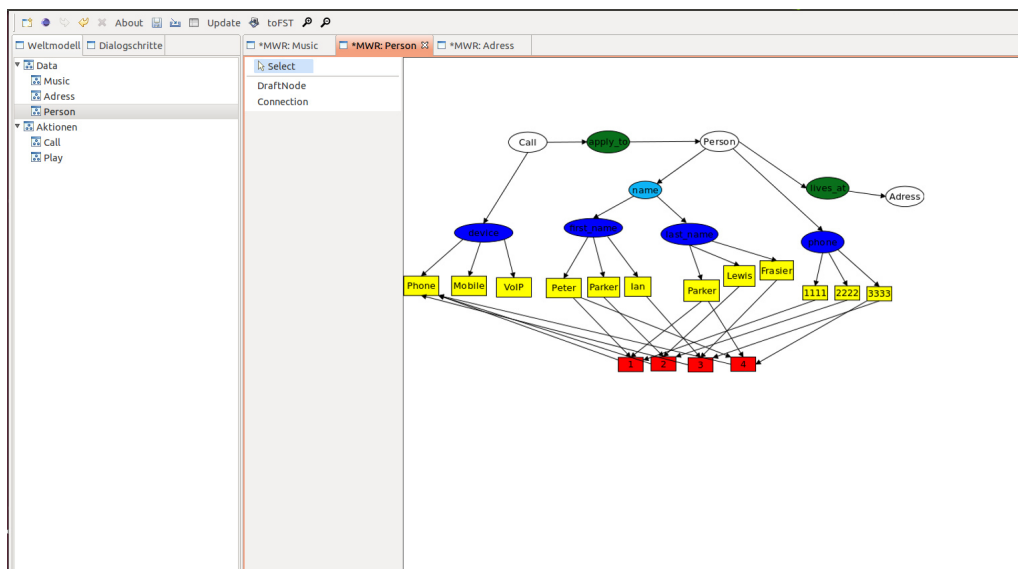 About Update toFST
Weltmodell Dialogschritte
*MWR: Music *MWR: Person *MWR: Adress
Data
Music
Adress
Person
Aktionen
Call
Play
Select
DraftNode
Connection
Call apply_to Person
name lives_at Adress
device first_name last_name phone
Phone Mobile VoIP Peter Parker Ian Parker Lewis Frasier 1111 2222 3333
1 2 3 4